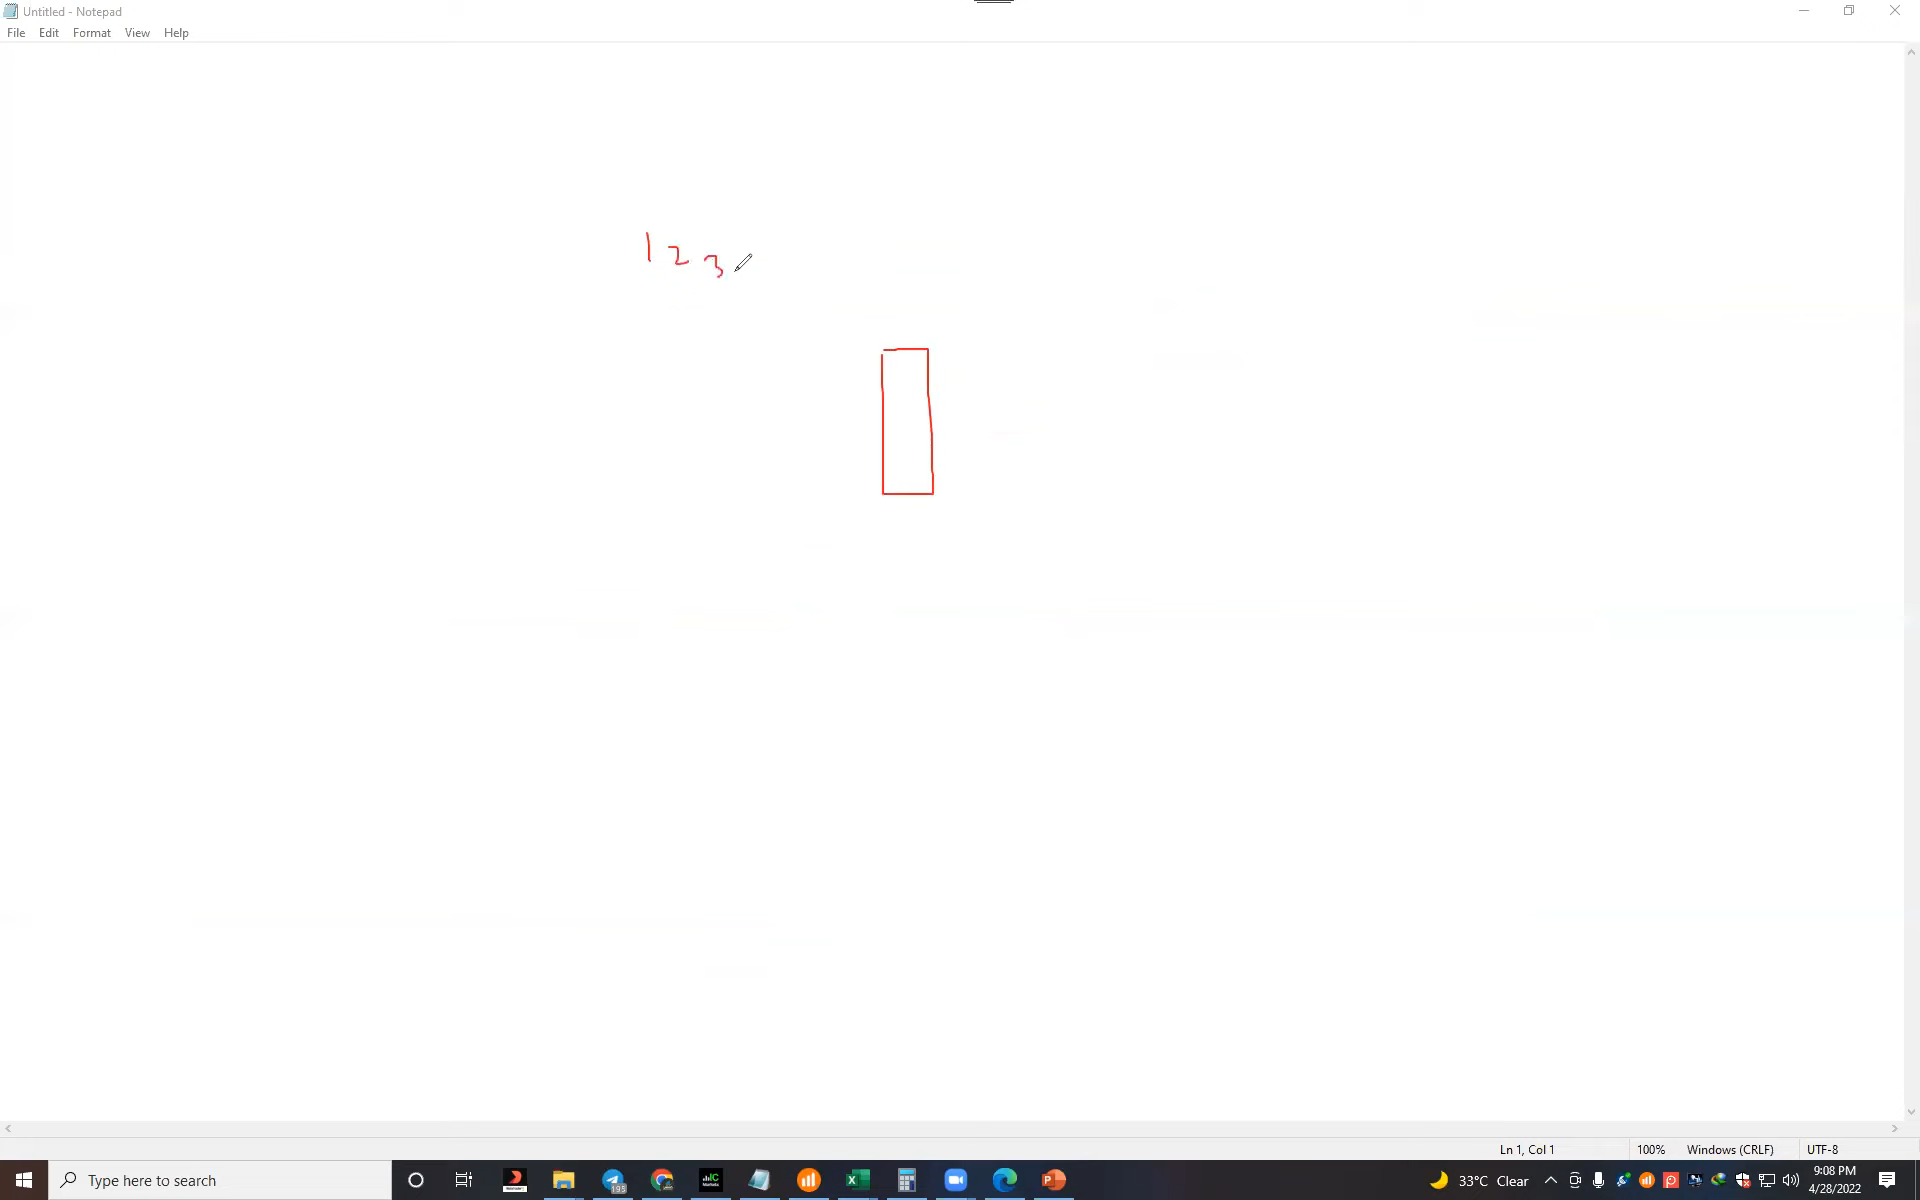 Untitled - Notepad
File Edit Format View Help
1 2 3
Ln 1, Col 1 100% Windows (CRLF) UTF-8
Type here to search
195
33°C Clear
9:08 PM
4/28/2022